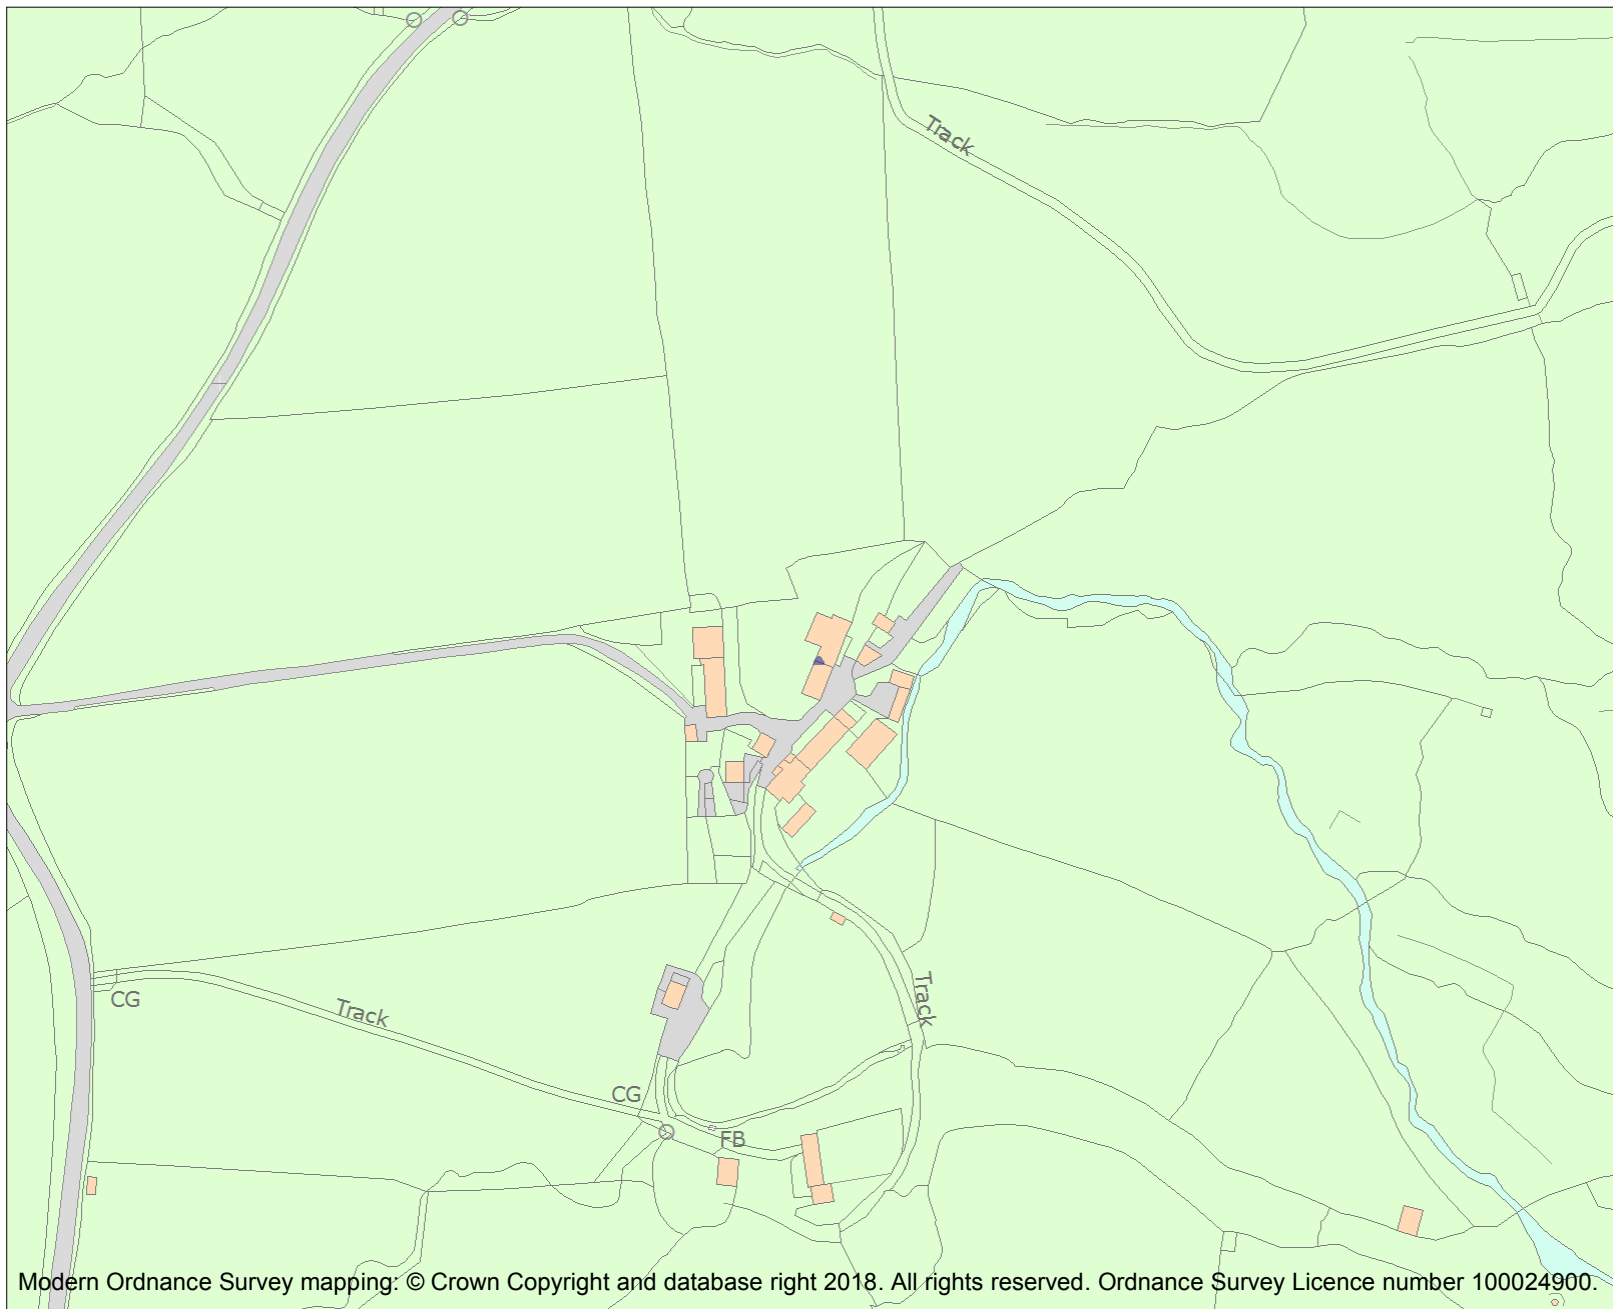 Track
CG
Track
Track
CG
FB
Modern Ordnance Survey mapping: © Crown Copyright and database right 2018. All rights reserved. Ordnance Survey Licence number 100024900.